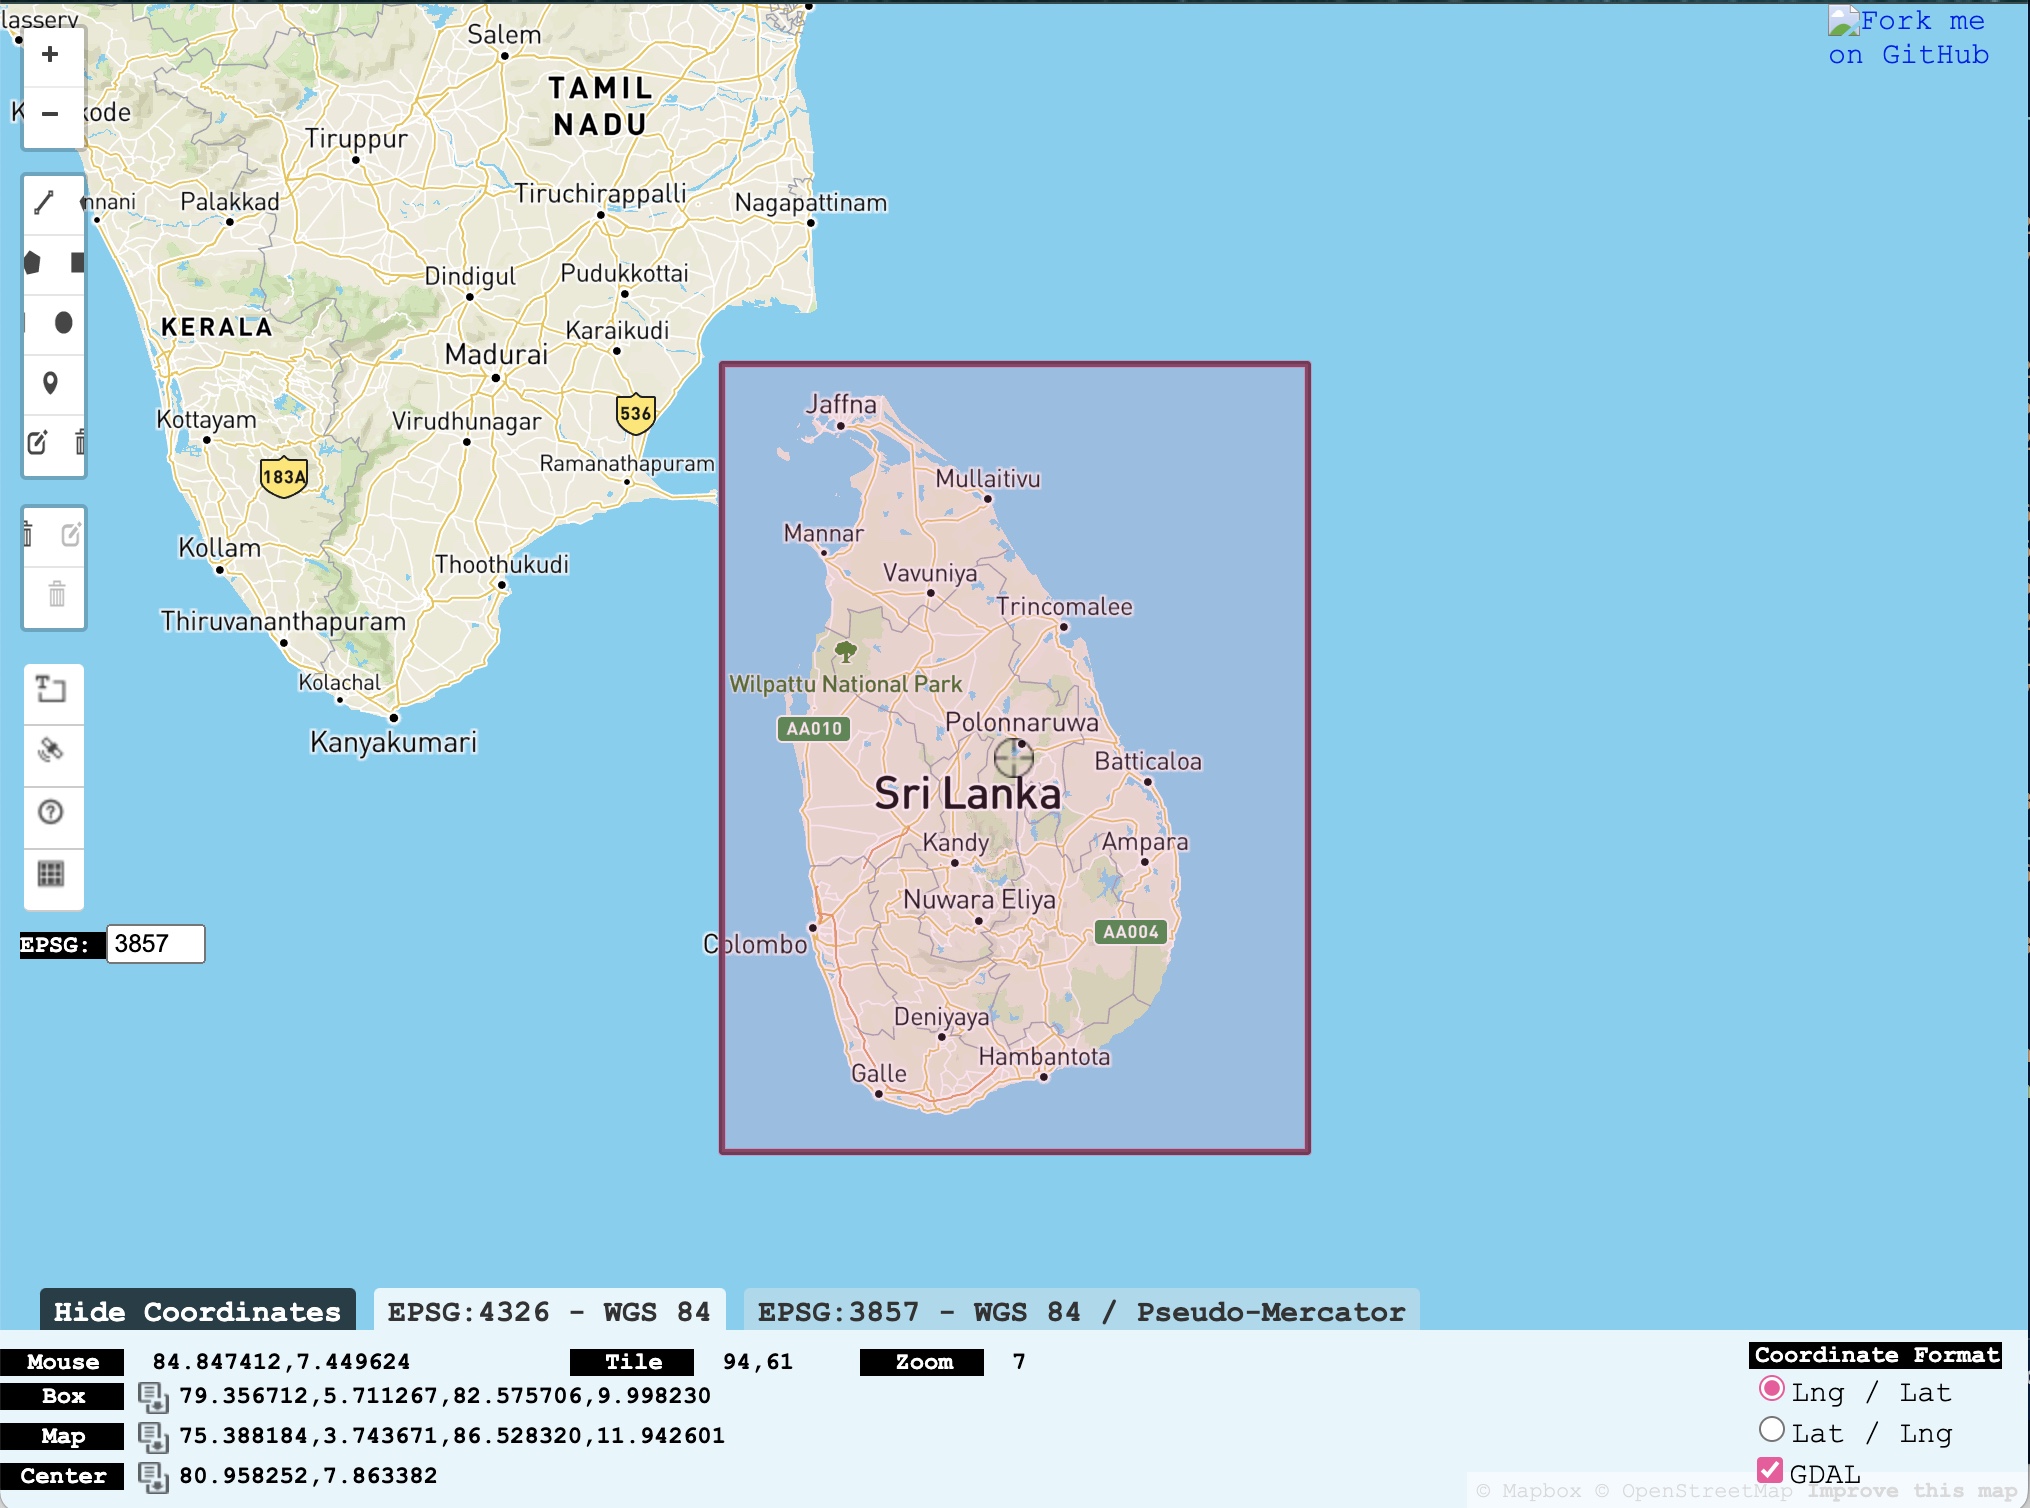 lasserv
Salem
Fork me
on GitHub
+
TAMIL
NADU
−
K
kode
Tiruppur
Tiruchirappalli
nnani
Palakkad
Nagapattinam
Dindigul
Pudukkottai
KERALA
Karaikudi
Madurai
Jaffna
536
Kottayam
Virudhunagar
Ramanathapuram
183A
Mullaitivu
Mannar
Kollam
Thoothukudi
Vavuniya
Trincomalee
Thiruvananthapuram
Kolachal
Wilpattu National Park
T
AA010
Polonnaruwa
Kanyakumari
Batticaloa
Sri Lanka
?
Kandy
Ampara
Nuwara Eliya
AA004
EPSG: 3857
Colombo
Deniyaya
Hambantota
Galle
Hide Coordinates
EPSG:4326 - WGS 84
EPSG:3857 - WGS 84 / Pseudo-Mercator
Mouse 84.847412,7.449624 Tile 94,61 Zoom 7
Box 79.356712,5.711267,82.575706,9.998230
Map 75.388184,3.743671,86.528320,11.942601
Center 80.958252,7.863382
Coordinate Format
Lng / Lat
Lat / Lng
GDAL
© Mapbox © OpenStreetMap Improve this map